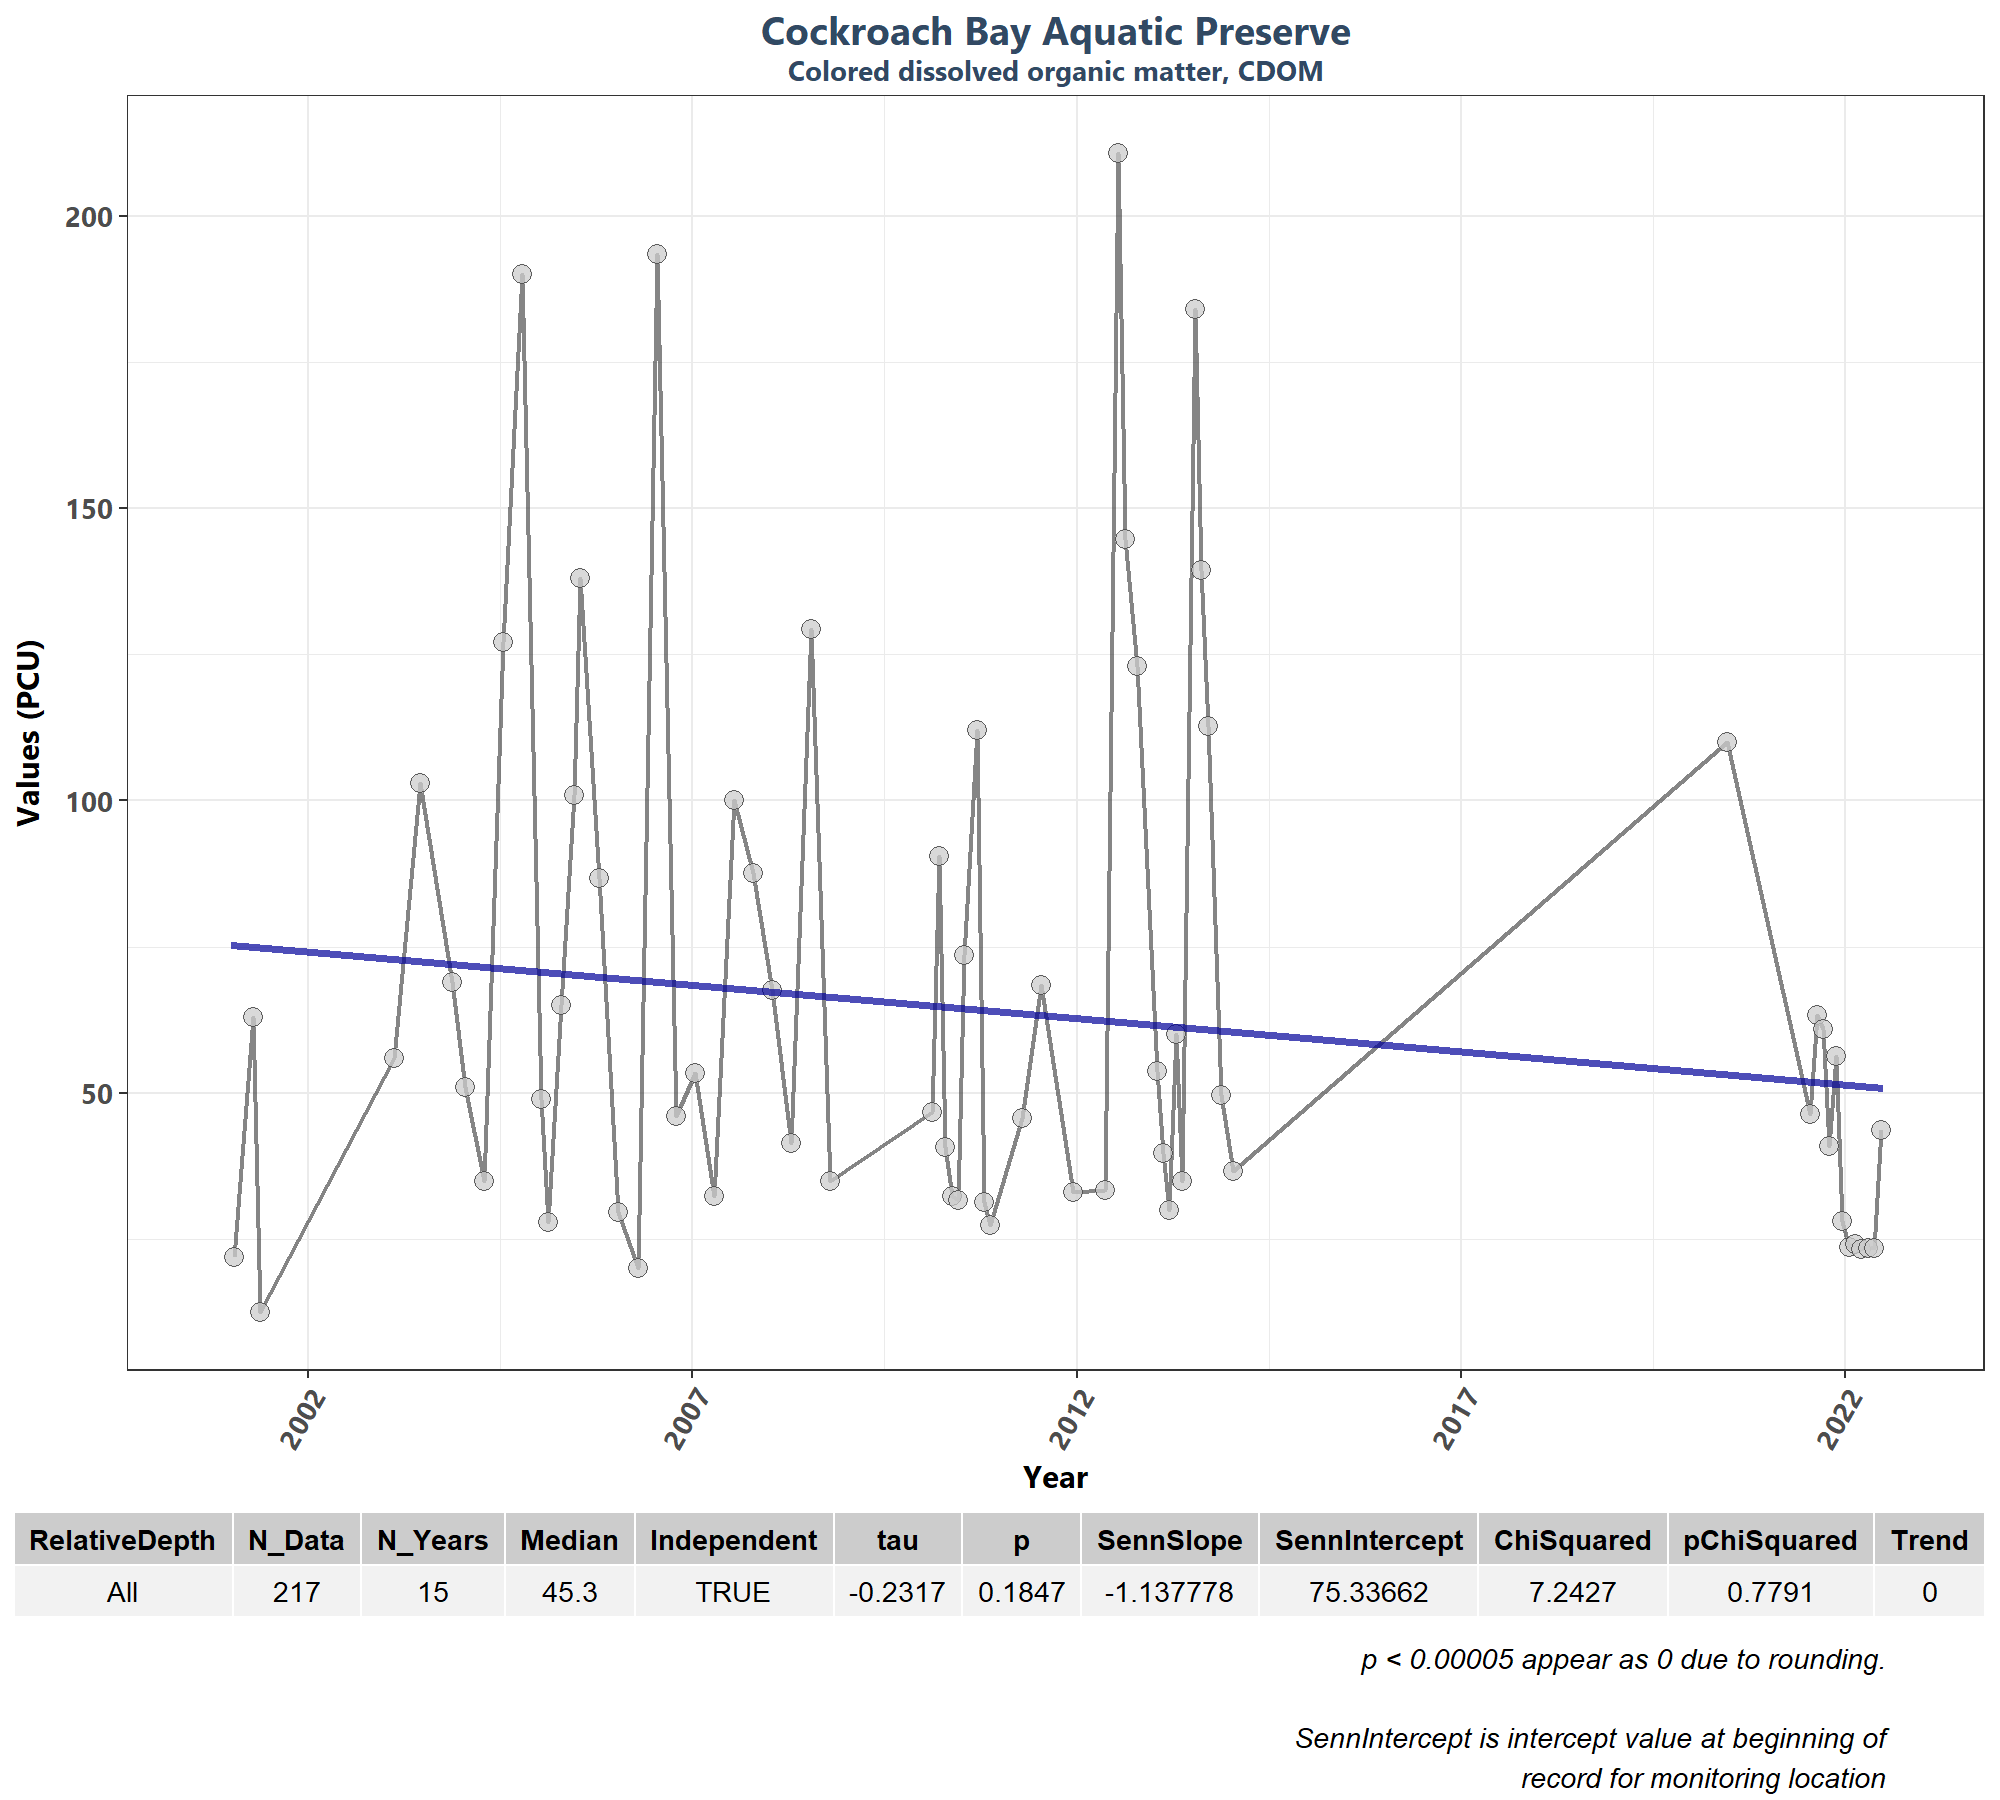 Cockroach Bay Aquatic Preserve
Colored dissolved organic matter, CDOM
Values (PCU)
200
150
100
50
2002
2007
2012
2017
2022
Year
RelativeDepth N_Data N_Years Median Independent tau p SennSlope SennIntercept ChiSquared pChiSquared Trend
All 217 15 45.3 TRUE -0.2317 0.1847 -1.137778 75.33662 7.2427 0.7791 0
p < 0.00005 appear as 0 due to rounding.
SennIntercept is intercept value at beginning of
record for monitoring location